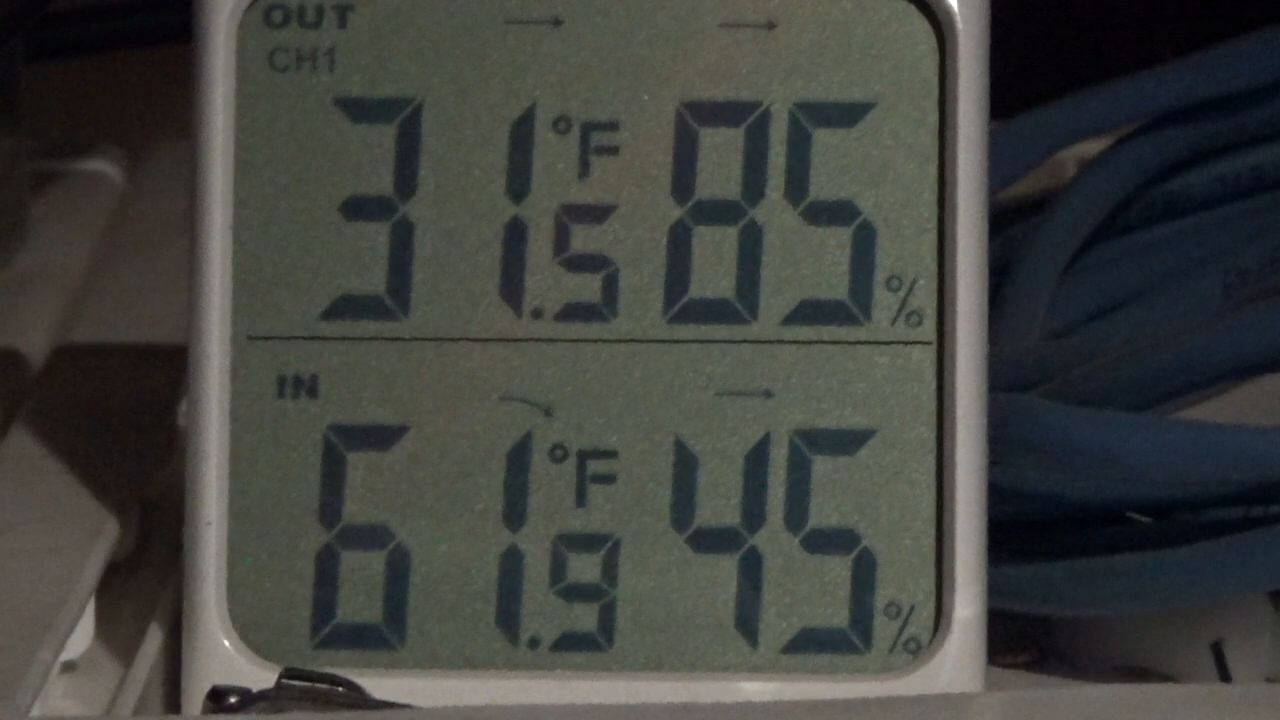 OUT → →
CH1
31.5 °F 85 %
IN ↘ →
61.9 °F 45 %